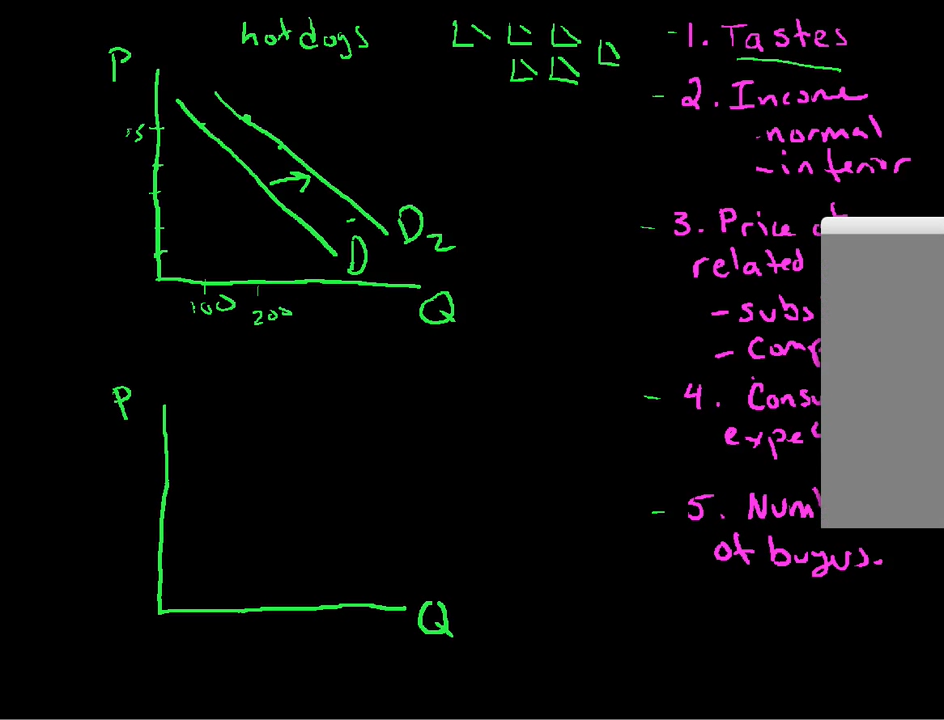 hotdogs
P
5
D2
D
100
200
Q
P
Q
-1. Tastes
- 2. Income
-normal
-inferior
- 3. Price
related
- subs
- Comp
- 4. Consu
expec
- 5. Num
of buyers.